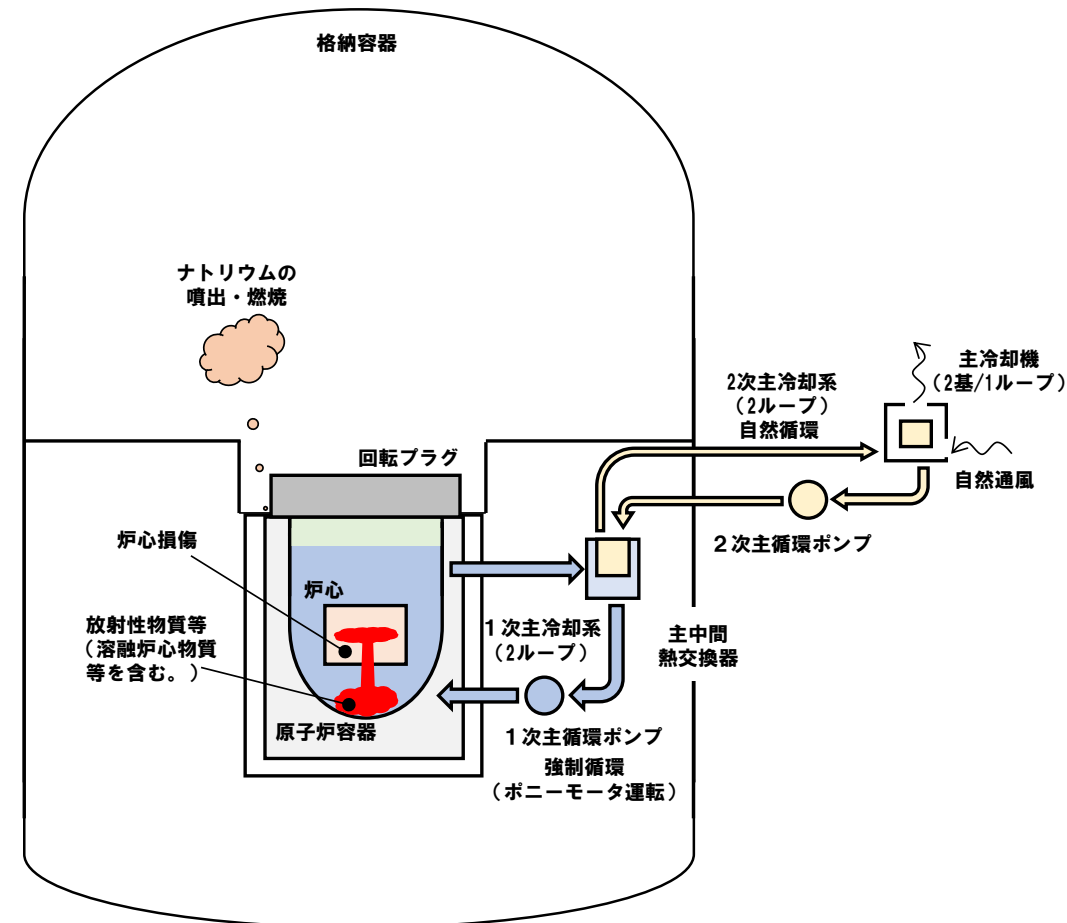 格納容器
ナトリウムの
噴出・燃焼
主冷却機
（2基/1ループ）
2次主冷却系
（2ループ）
自然循環
回転プラグ
自然通風
炉心損傷
２次主循環ポンプ
炉心
放射性物質等
（溶融炉心物質
等を含む。）
１次主冷却系
（2ループ）
主中間
熱交換器
原子炉容器
１次主循環ポンプ
強制循環
（ポニーモータ運転）